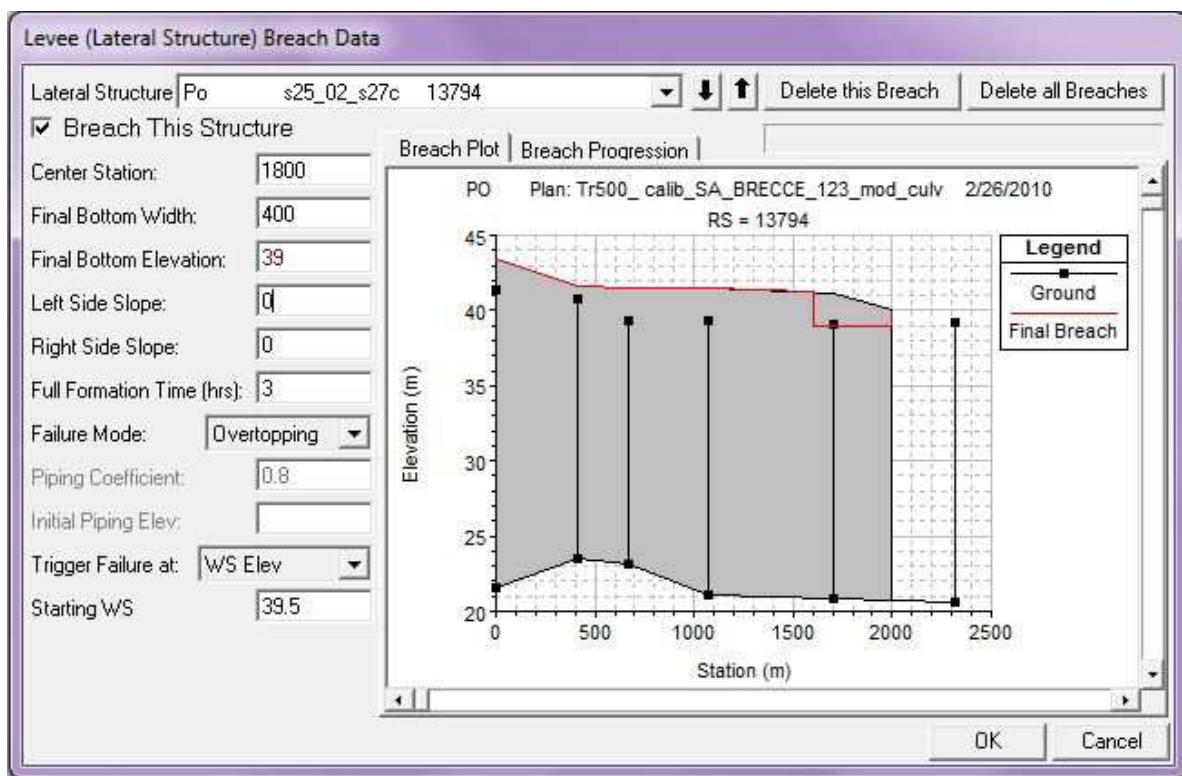 Levee (Lateral Structure) Breach Data
Lateral Structure Po s25_02_s27c 13794
Delete this Breach
Delete all Breaches
Breach This Structure
Center Station: 1800
Final Bottom Width: 400
Final Bottom Elevation: 39
Left Side Slope: 0
Right Side Slope: 0
Full Formation Time (hrs): 3
Failure Mode: Overtopping
Piping Coefficient: 0.8
Initial Piping Elev:
Trigger Failure at: WS Elev
Starting WS 39.5
Breach Plot
Breach Progression
PO Plan: Tr500_ calib_SA_BRECCE_123_mod_culv 2/26/2010
RS = 13794
45
40
35
30
25
20
Elevation (m)
0 500 1000 1500 2000 2500
Station (m)
Legend
Ground
Final Breach
OK
Cancel